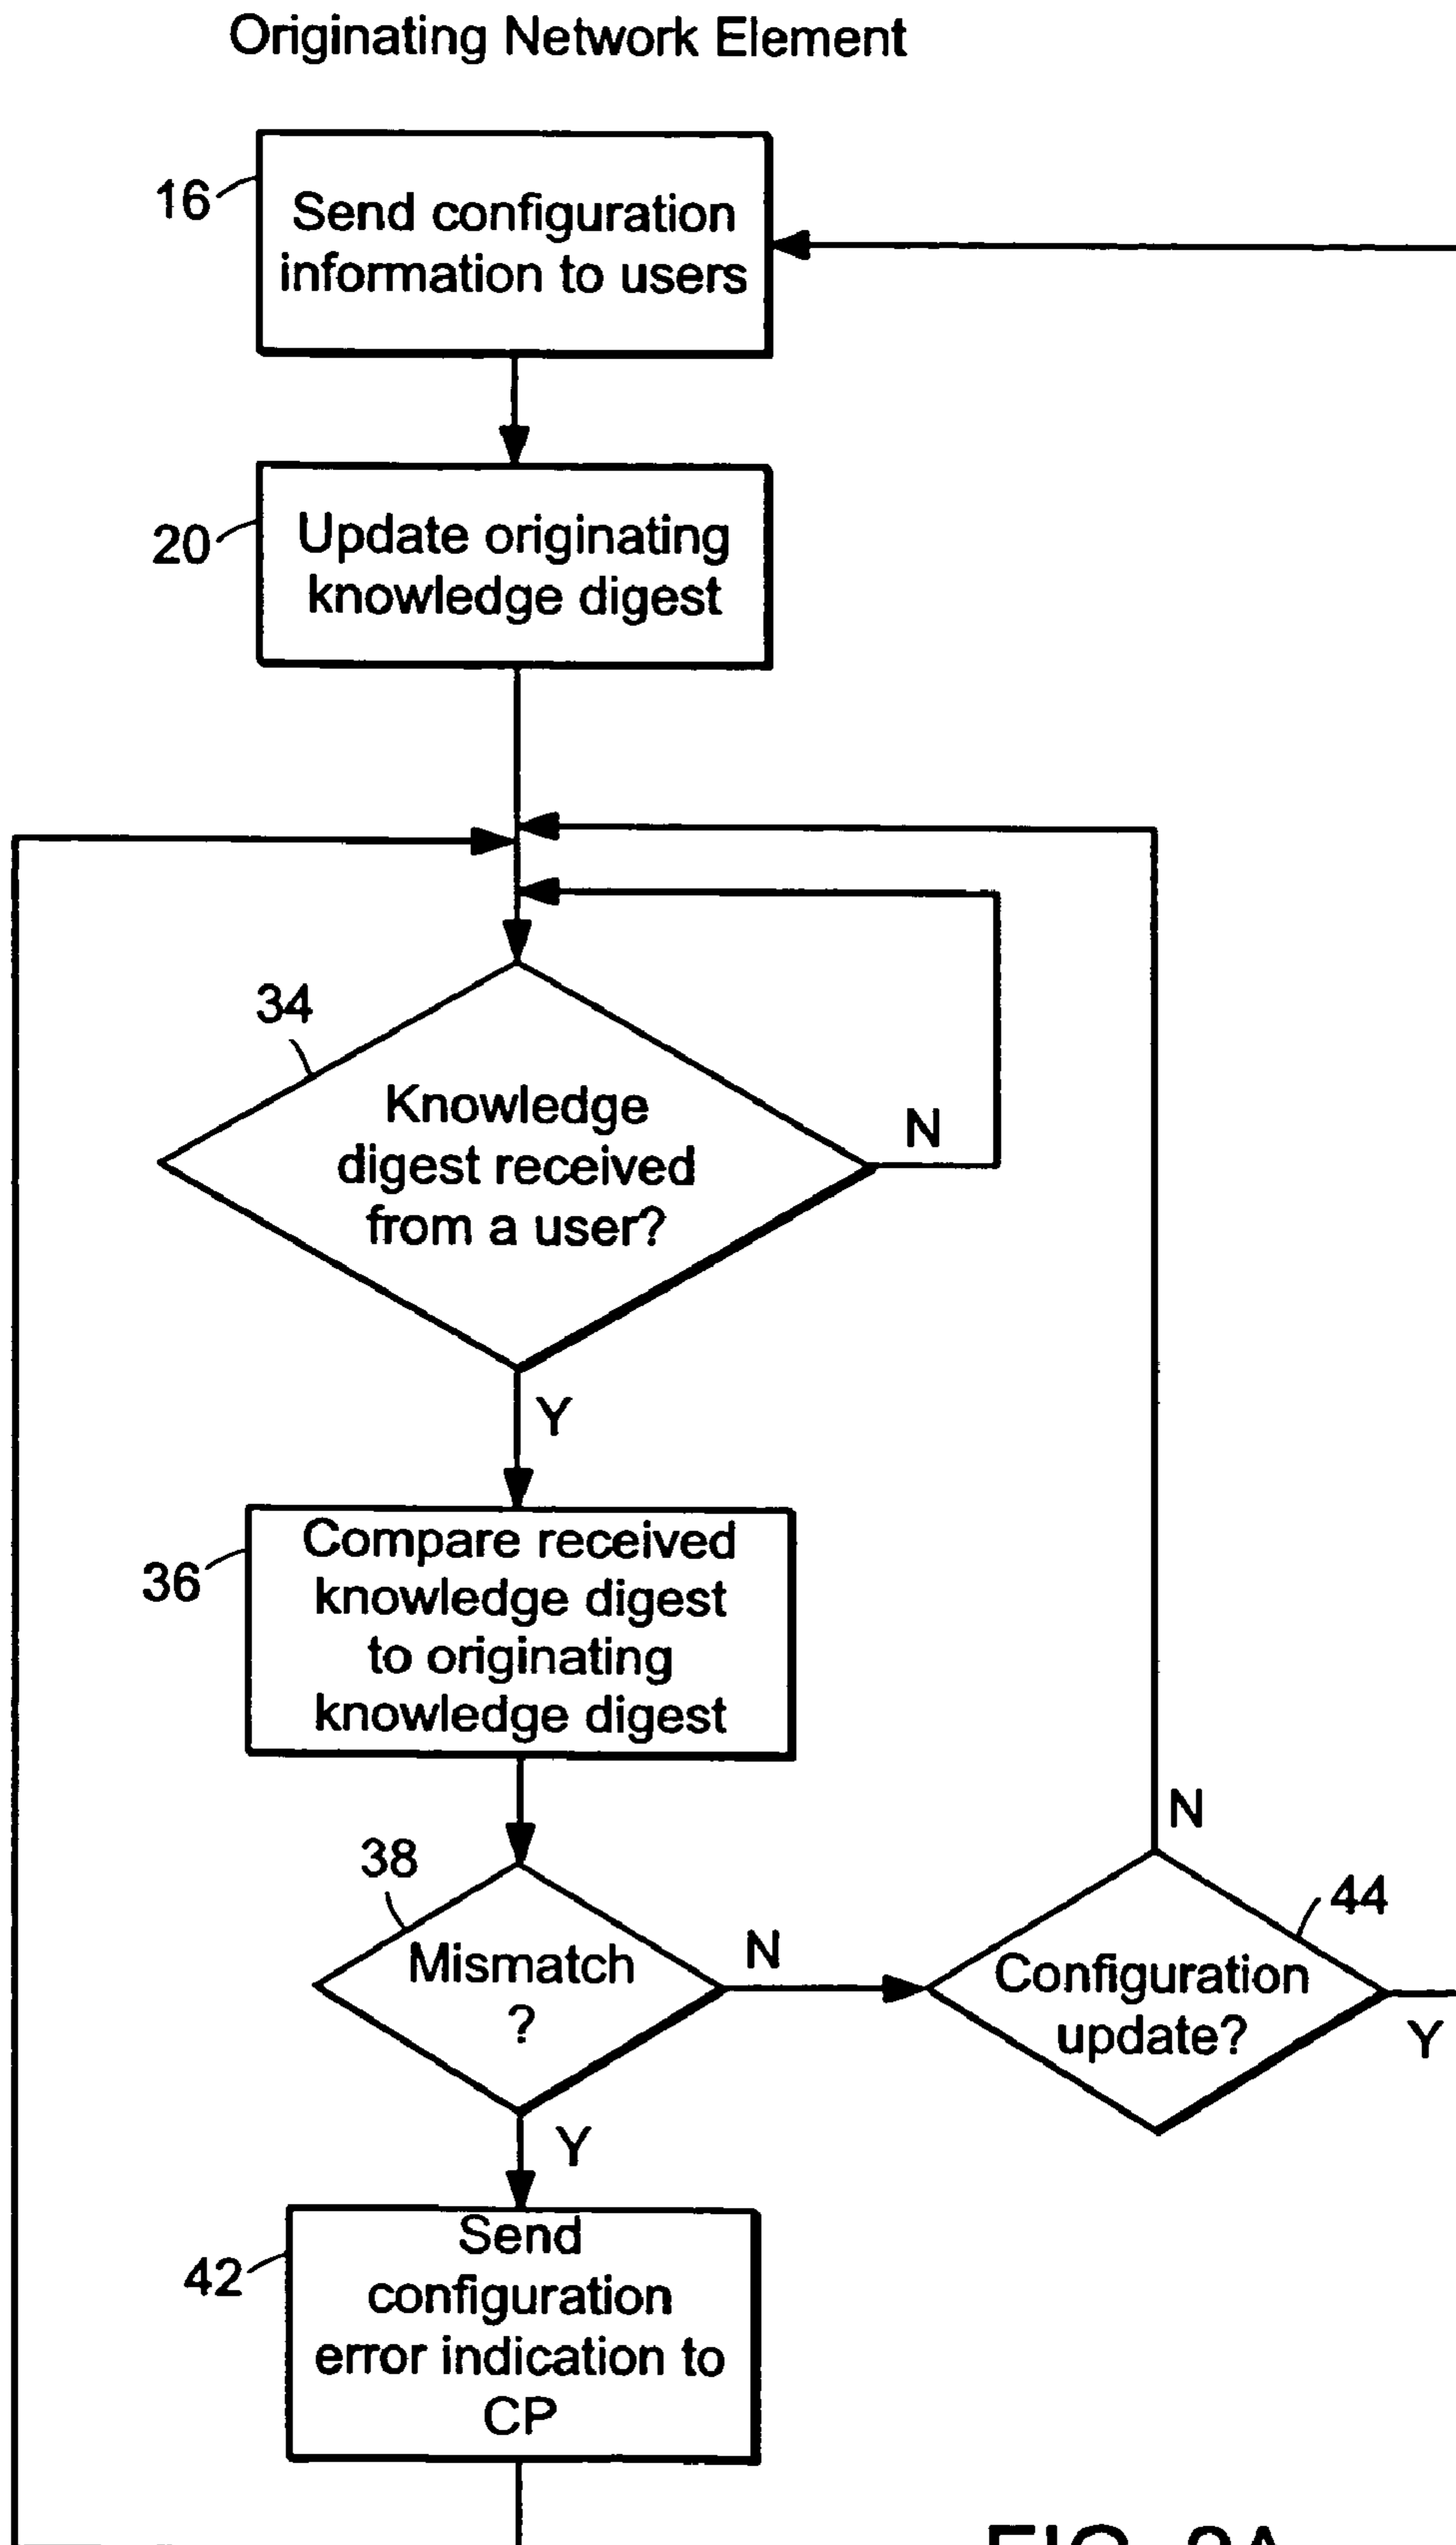 Originating Network Element
16
Send configuration
information to users
20
Update originating
knowledge digest
34
Knowledge
digest received
from a user?
N
Y
36
Compare received
knowledge digest
to originating
knowledge digest
38
Mismatch
?
N
Y
N
44
Configuration
update?
Y
42
Send
configuration
error indication to
CP
FIG.